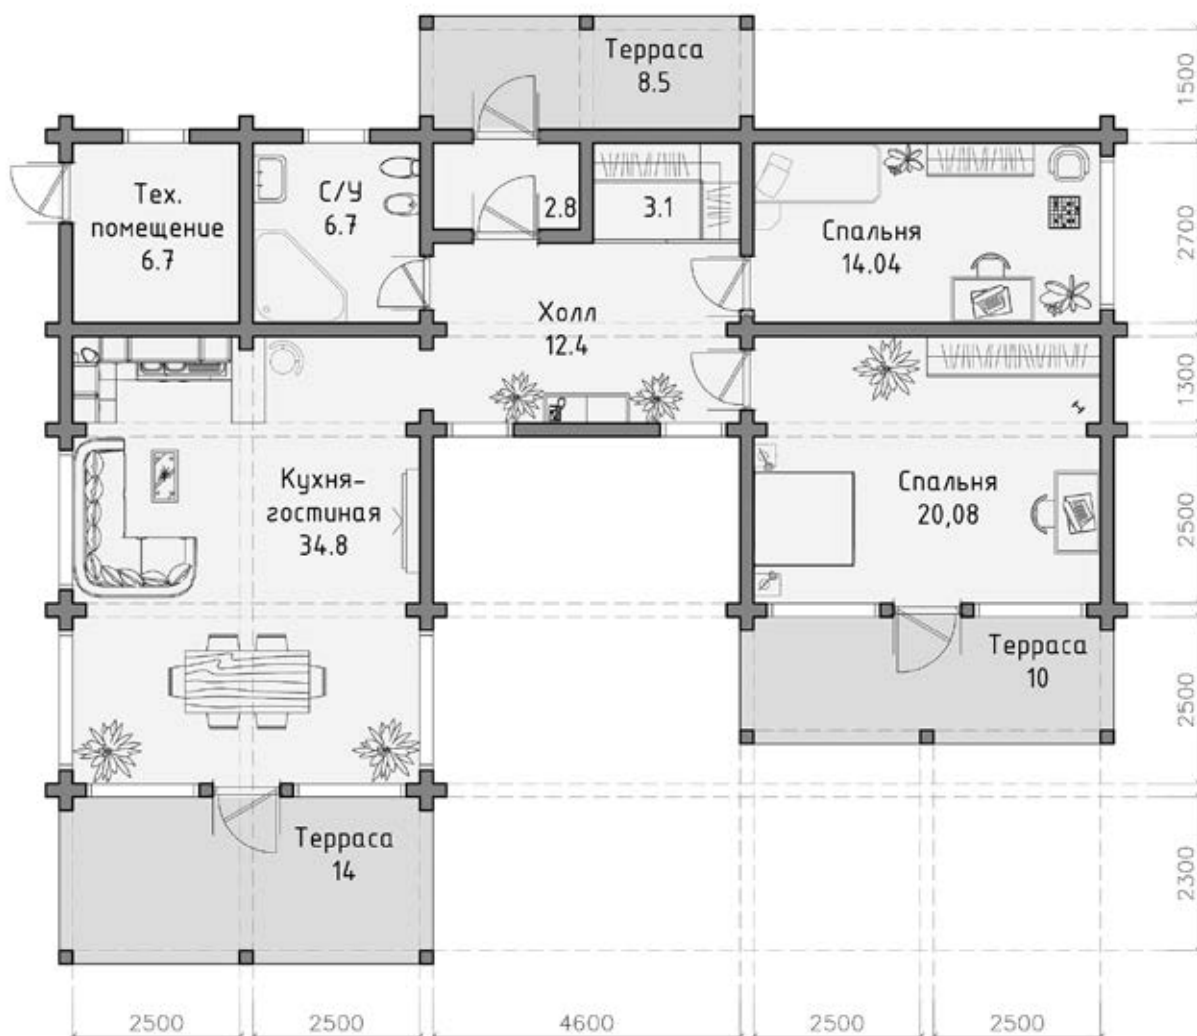 Терраса
8.5
1500
Тех.
помещение
6.7
С/У
6.7
2.8
3.1
Спальня
14.04
2700
Холл
12.4
1300
Кухня-
гостиная
34.8
Спальня
20,08
2500
Терраса
10
2500
Терраса
14
2300
2500
2500
4600
2500
2500